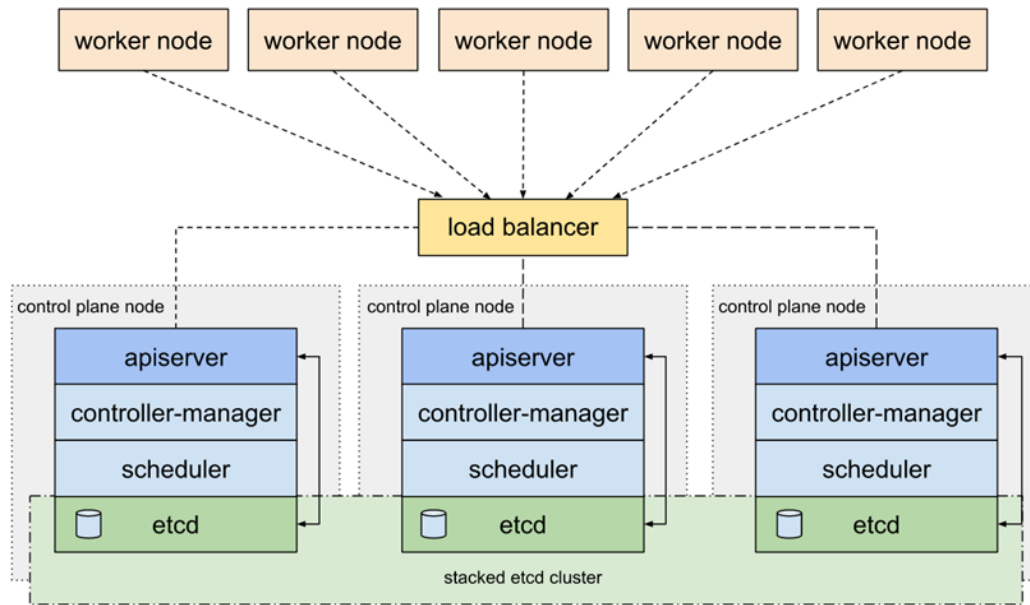 worker node worker node worker node worker node worker node
load balancer
control plane node control plane node control plane node
apiserver apiserver apiserver
controller-manager controller-manager controller-manager
scheduler scheduler scheduler
etcd etcd etcd
stacked etcd cluster